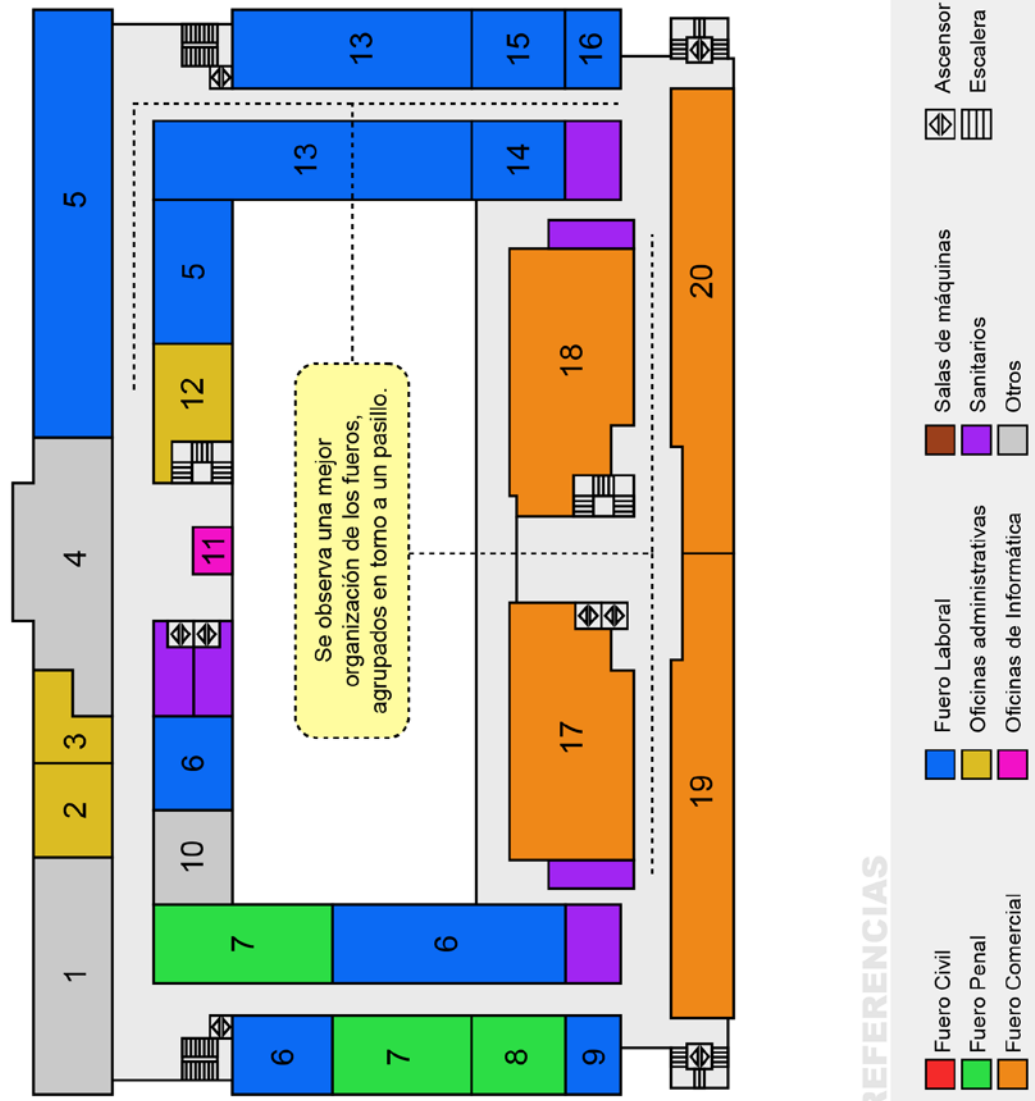 1 2 3 4 5
10 6 11 12 5
7
6
13
13
Se observa una mejor
organización de los fueros,
agrupados en torno a un pasillo.
7
6
8
14 15
17 18
9
16
19 20
REFERENCIAS
Fuero Civil
Fuero Penal
Fuero Comercial
Fuero Laboral
Oficinas administrativas
Oficinas de Informática
Salas de máquinas
Sanitarios
Otros
Ascensor
Escalera